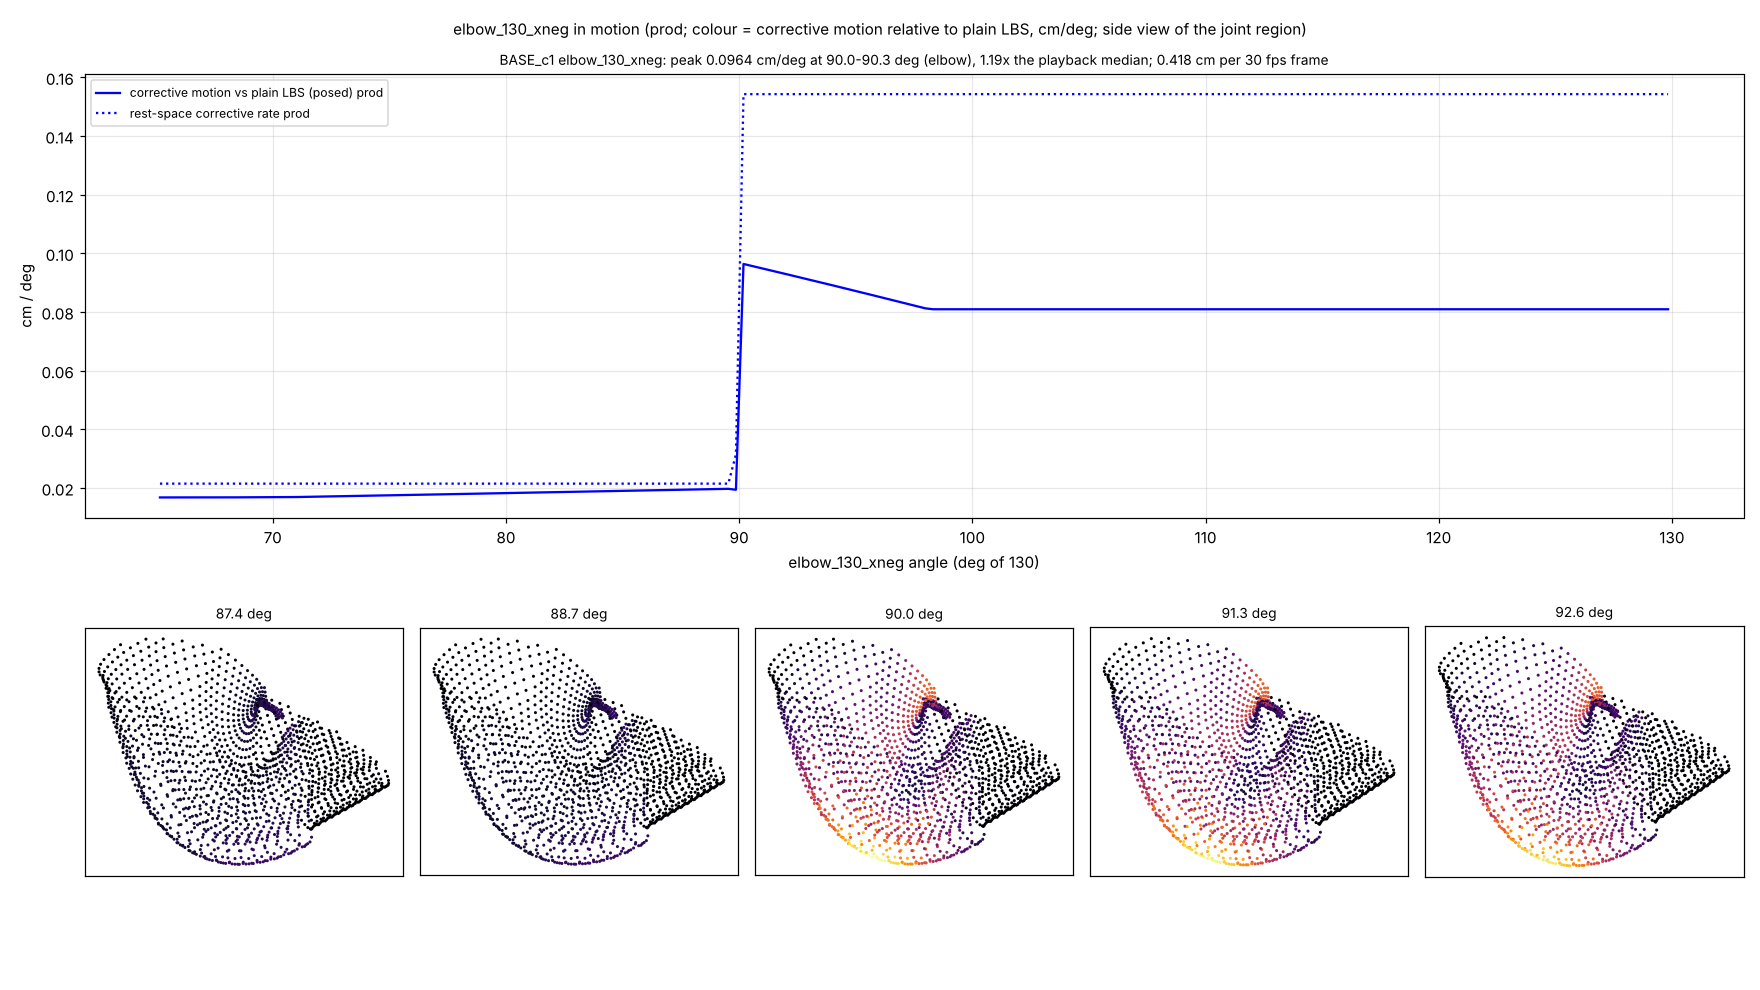 elbow_130_xneg in motion (prod; colour = corrective motion relative to plain LBS, cm/deg; side view of the joint region)
BASE_c1 elbow_130_xneg: peak 0.0964 cm/deg at 90.0-90.3 deg (elbow), 1.19x the playback median; 0.418 cm per 30 fps frame
corrective motion vs plain LBS (posed) prod
rest-space corrective rate prod
cm / deg
0.16
0.14
0.12
0.10
0.08
0.06
0.04
0.02
70 80 90 100 110 120 130
elbow_130_xneg angle (deg of 130)
87.4 deg 88.7 deg 90.0 deg 91.3 deg 92.6 deg